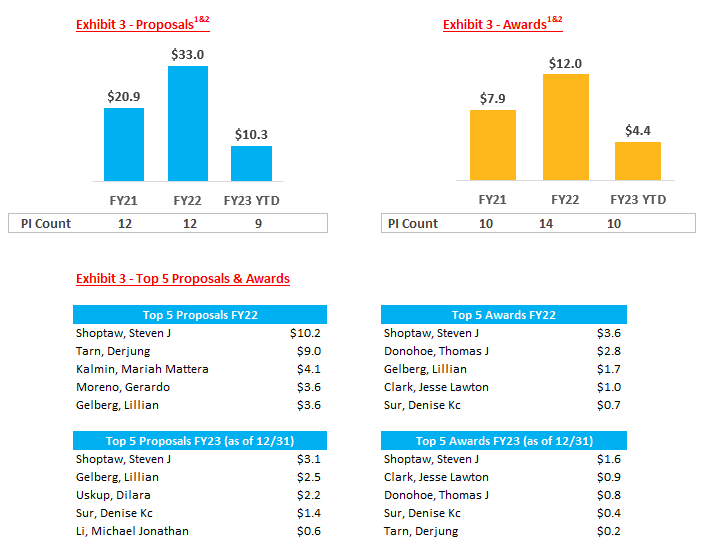 Exhibit 3 - Proposals1&2
$20.9
$33.0
$10.3
FY21 FY22 FY23 YTD
PI Count 12 12 9
Exhibit 3 - Awards1&2
$7.9
$12.0
$4.4
FY21 FY22 FY23 YTD
PI Count 10 14 10
Exhibit 3 - Top 5 Proposals & Awards
Top 5 Proposals FY22
Shoptaw, Steven J $10.2
Tarn, Derjung $9.0
Kalmin, Mariah Mattera $4.1
Moreno, Gerardo $3.6
Gelberg, Lillian $3.6
Top 5 Awards FY22
Shoptaw, Steven J $3.6
Donohoe, Thomas J $2.8
Gelberg, Lillian $1.7
Clark, Jesse Lawton $1.0
Sur, Denise Kc $0.7
Top 5 Proposals FY23 (as of 12/31)
Shoptaw, Steven J $3.1
Gelberg, Lillian $2.5
Uskup, Dilara $2.2
Sur, Denise Kc $1.4
Li, Michael Jonathan $0.6
Top 5 Awards FY23 (as of 12/31)
Shoptaw, Steven J $1.6
Clark, Jesse Lawton $0.9
Donohoe, Thomas J $0.8
Sur, Denise Kc $0.4
Tarn, Derjung $0.2